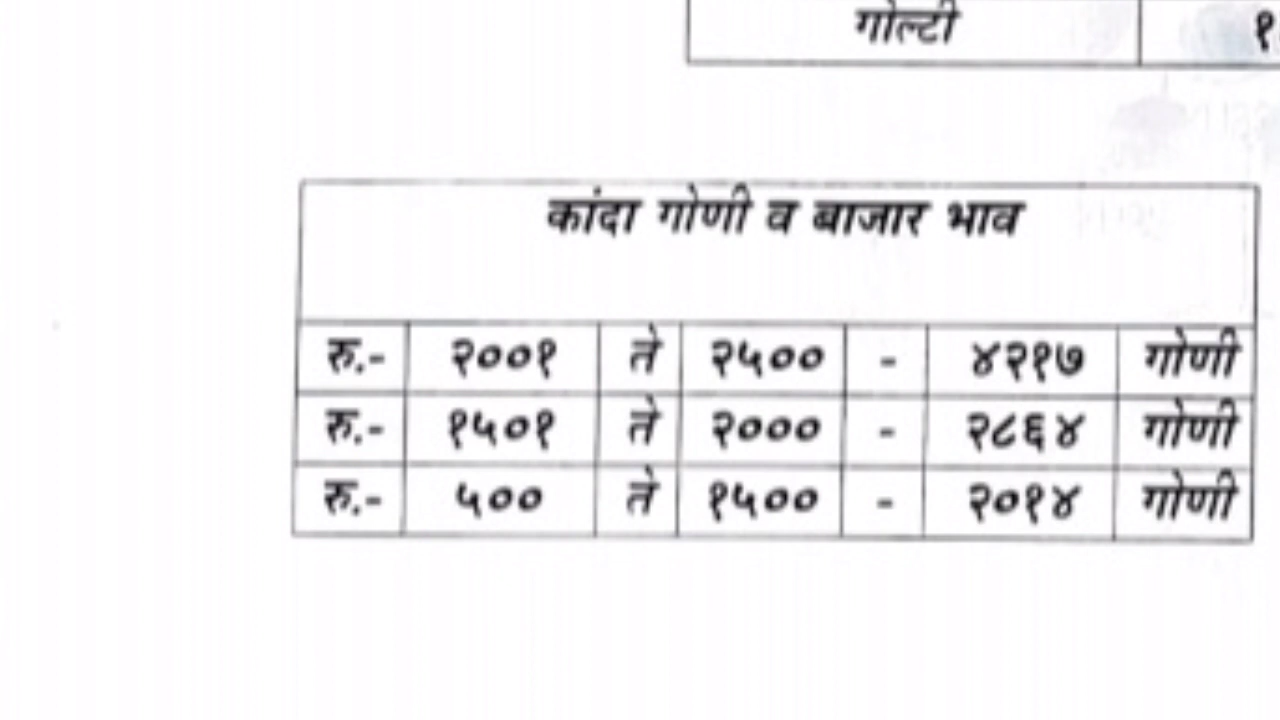 गोल्टी
कांदा गोणी व बाजार भाव
रु.- २००१ ते २५०० - ४२१७ गोणी
रु.- १५०१ ते २००० - २८६४ गोणी
रु.- ५०० ते १५०० - २०१४ गोणी